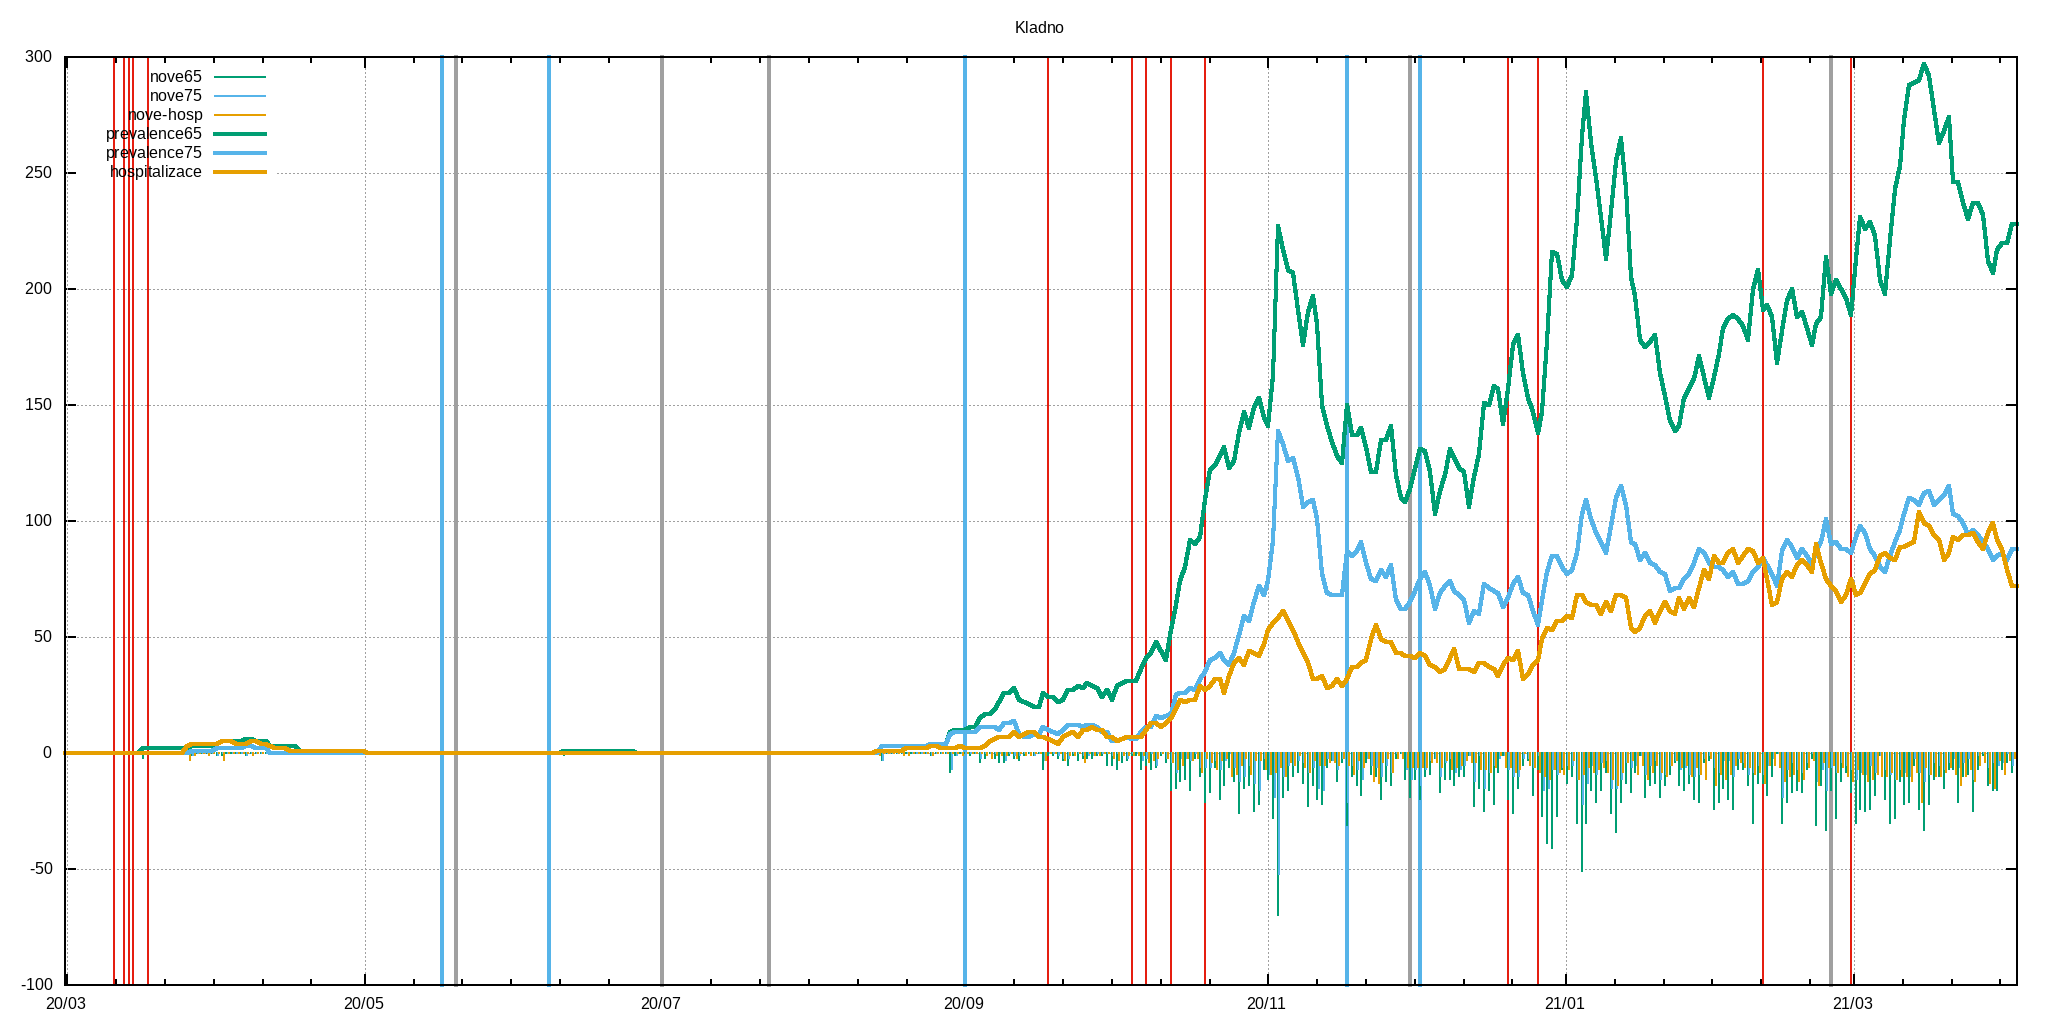 Kladno
300
250
200
150
100
50
0
-50
-100
nove65
nove75
nove-hosp
prevalence65
prevalence75
hospitalizace
20/03 20/05 20/07 20/09 20/11 21/01 21/03